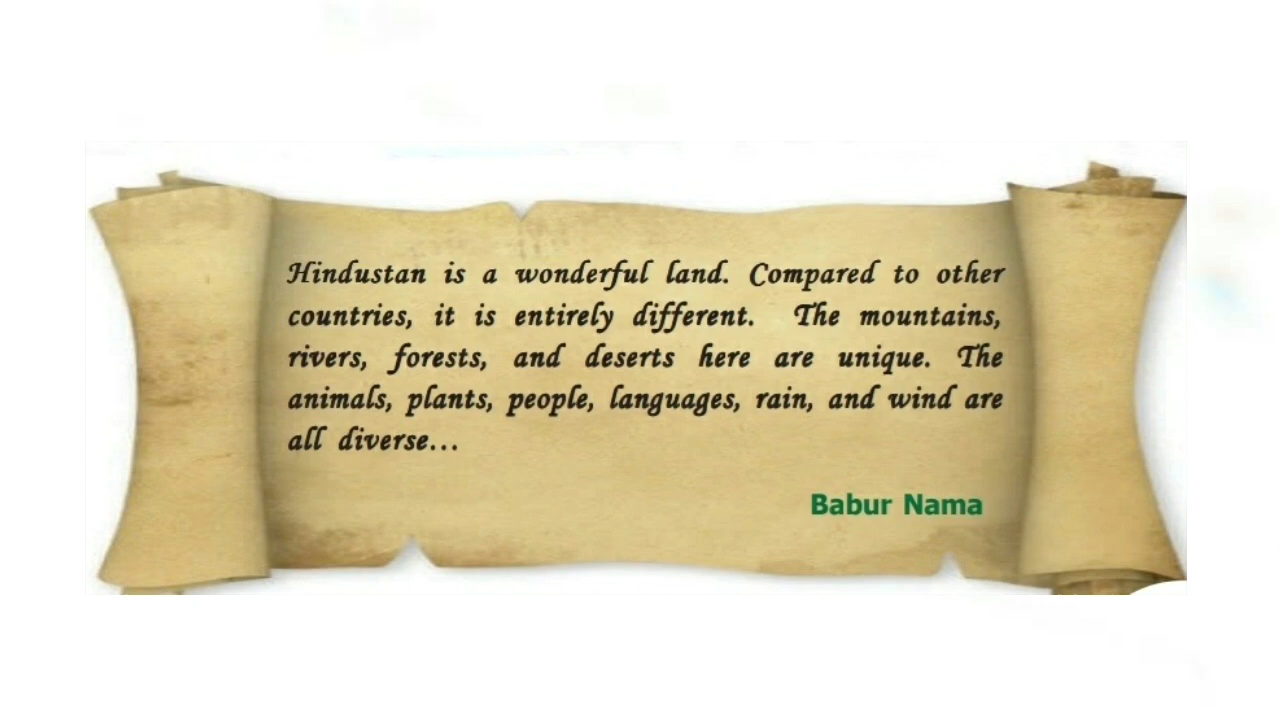 Hindustan is a wonderful land. Compared to other
countries, it is entirely different. The mountains,
rivers, forests, and deserts here are unique. The
animals, plants, people, languages, rain, and wind are
all diverse...
Babur Nama